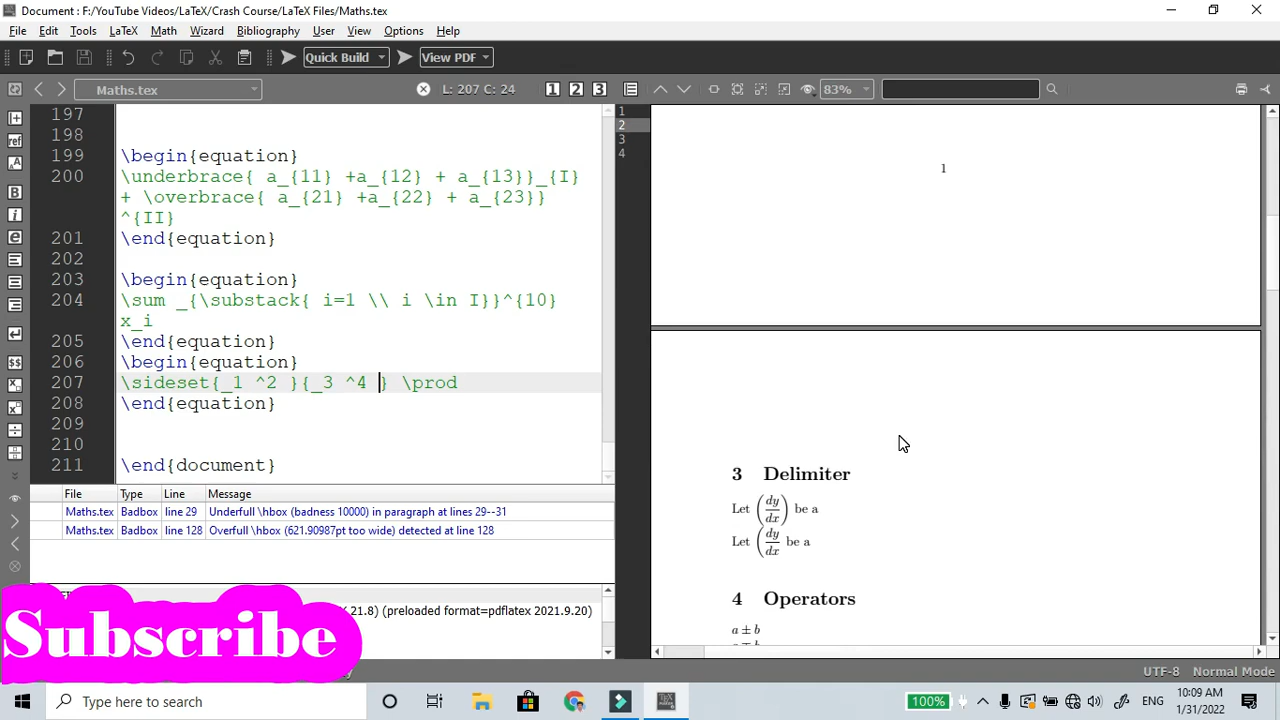 Document : F:/YouTube Videos/LaTeX/Crash Course/LaTeX Files/Maths.tex
File Edit Tools LaTeX Math Wizard Bibliography User View Options Help
Quick Build View PDF
Maths.tex L: 207 C: 24 1 2 3 83%
197
198
199 \begin{equation}
200 \underbrace{ a_{11} +a_{12} + a_{13}}_{I}
+ \overbrace{ a_{21} +a_{22} + a_{23}}
^{II}
201 \end{equation}
202
203 \begin{equation}
204 \sum _{\substack{ i=1 \\ i \in I}}^{10}
x_i
205 \end{equation}
206 \begin{equation}
207 \sideset{_1 ^2 }{_3 ^4 } \prod
208 \end{equation}
209
210
211 \end{document}
1
2
3
4
1
3 Delimiter
Let (dy/dx) be a
Let (dy/dx be a
4 Operators
a ± b
File Type Line Message
Maths.tex Badbox line 29 Underfull \hbox (badness 10000) in paragraph at lines 29--31
Maths.tex Badbox line 128 Overfull \hbox (621.90987pt too wide) detected at line 128
21.8) (preloaded format=pdflatex 2021.9.20)
Subscribe
UTF-8 Normal Mode
Type here to search
100% ENG 10:09 AM
1/31/2022